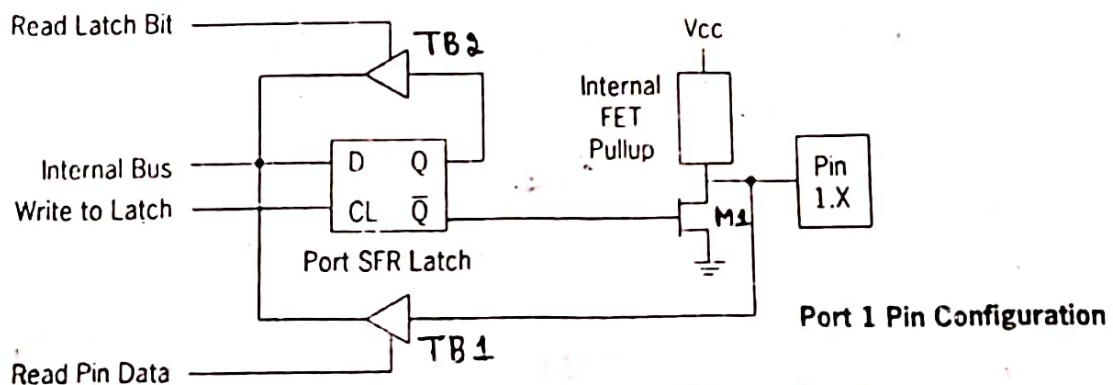 Read Latch Bit
TB2
Vcc
Internal
FET
Pullup
Internal Bus
D Q
Write to Latch
CL Q̅
Pin
1.X
M1
Port SFR Latch
Port 1 Pin Configuration
TB1
Read Pin Data